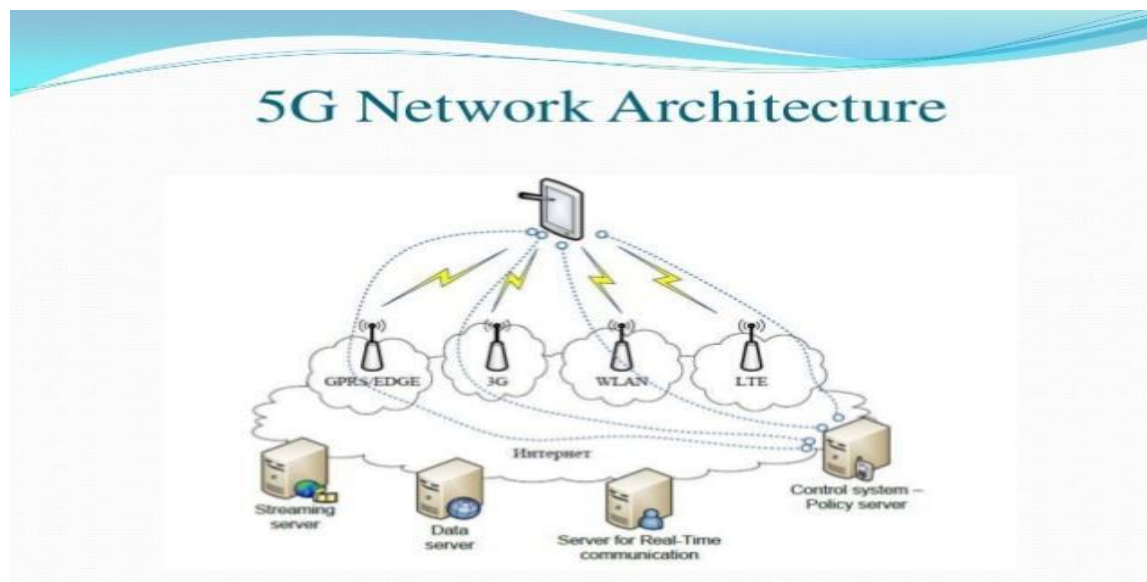 5G Network Architecture
GPRS/EDGE
3G
WLAN
LTE
Интернет
Streaming
server
Data
server
Server for Real-Time
communication
Control system –
Policy server